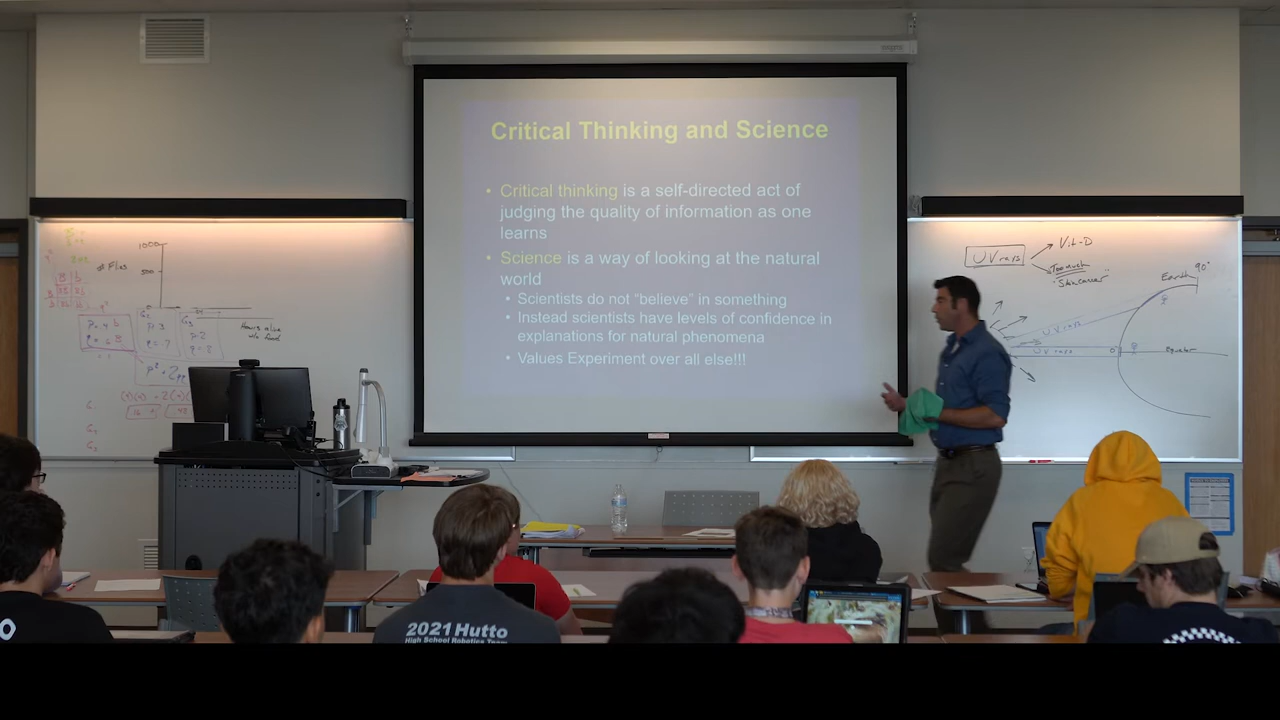 Critical Thinking and Science
• Critical thinking is a self-directed act of
judging the quality of information as one
learns
• Science is a way of looking at the natural
world
• Scientists do not “believe” in something
• Instead scientists have levels of confidence in
explanations for natural phenomena
• Values Experiment over all else!!!
1000
# Flies
500
Hours alive
w/o food
UV rays
Vit-D
Too much
"Skin cancer"
Earth
90°
UV rays
UV rays
0°
Equator
2021 Hutto
High School Robotics Team